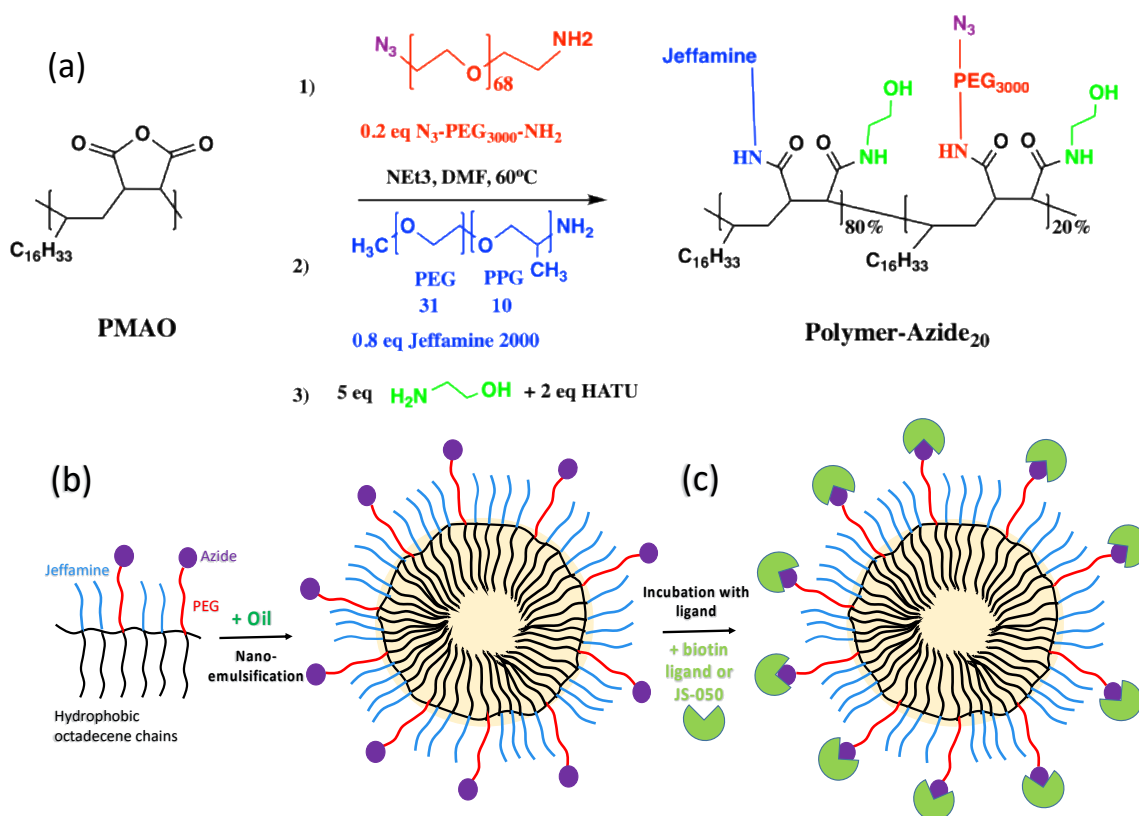 (a)
O
O
O
C16H33
PMAO
1)
N3
O
68
NH2
0.2 eq N3-PEG3000-NH2
NEt3, DMF, 60ºC
2)
H3C
O
O
NH2
CH3
PEG
PPG
31
10
0.8 eq Jeffamine 2000
3) 5 eq H2N OH + 2 eq HATU
Jeffamine
HN
O
O
NH
OH
80%
C16H33
N3
PEG3000
HN
O
O
NH
OH
20%
C16H33
Polymer-Azide20
(b)
Jeffamine
Azide
PEG
Hydrophobic
octadecene chains
+ Oil
Nano-
emulsification
(c)
Incubation with
ligand
+ biotin
ligand or
JS-050